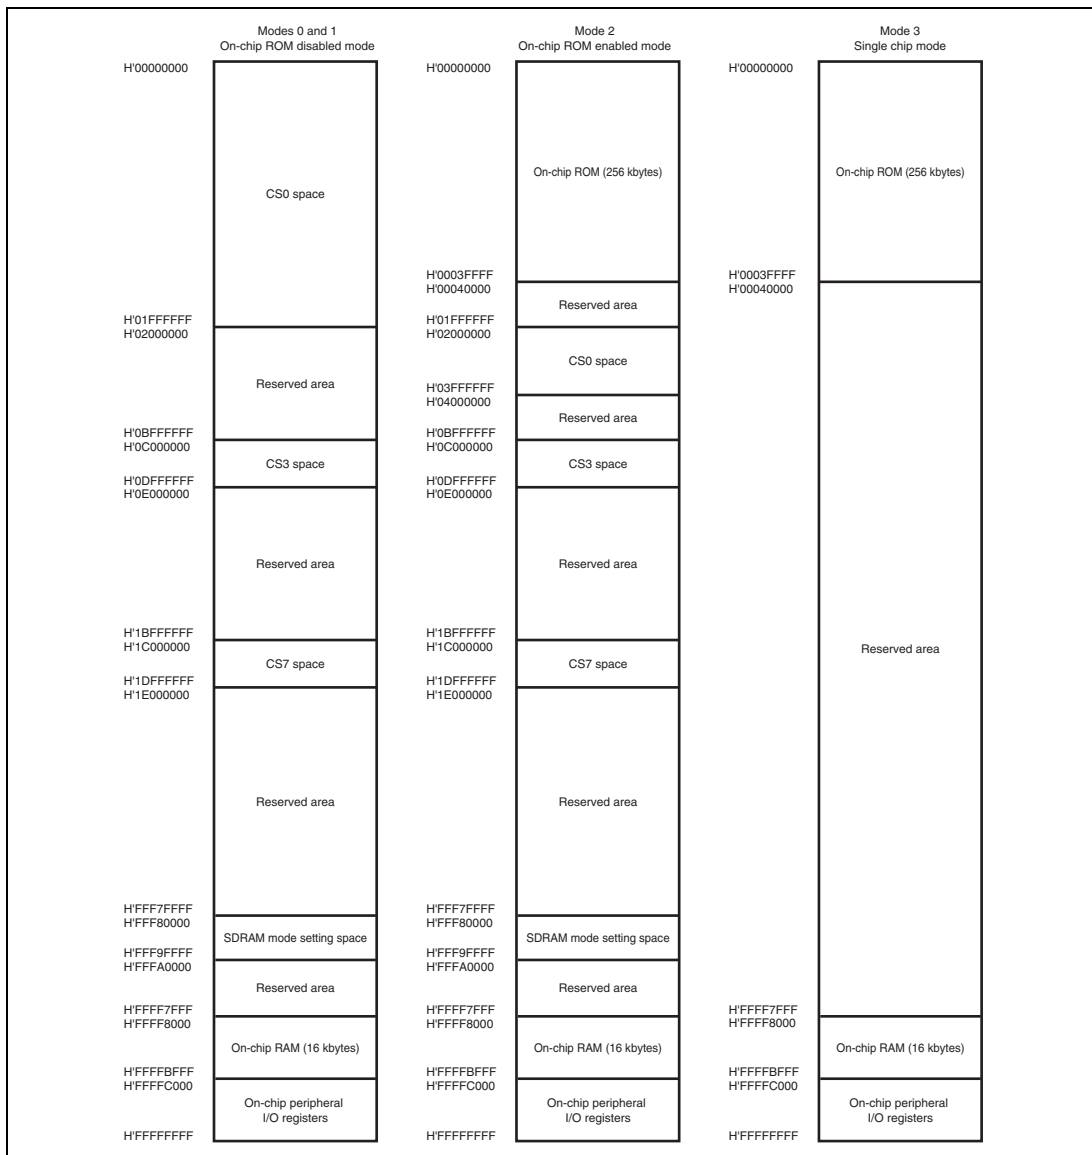 Modes 0 and 1
On-chip ROM disabled mode
H'00000000
CS0 space
H'01FFFFFF
H'02000000
Reserved area
H'0BFFFFFF
H'0C000000
CS3 space
H'0DFFFFFF
H'0E000000
Reserved area
H'1BFFFFFF
H'1C000000
CS7 space
H'1DFFFFFF
H'1E000000
Reserved area
H'FFF7FFFF
H'FFF80000
SDRAM mode setting space
H'FFF9FFFF
H'FFFA0000
Reserved area
H'FFFF7FFF
H'FFFF8000
On-chip RAM (16 kbytes)
H'FFFFBFFF
H'FFFFC000
On-chip peripheral
I/O registers
H'FFFFFFFF
Mode 2
On-chip ROM enabled mode
H'00000000
On-chip ROM (256 kbytes)
H'0003FFFF
H'00040000
Reserved area
H'01FFFFFF
H'02000000
CS0 space
H'03FFFFFF
H'04000000
Reserved area
H'0BFFFFFF
H'0C000000
CS3 space
H'0DFFFFFF
H'0E000000
Reserved area
H'1BFFFFFF
H'1C000000
CS7 space
H'1DFFFFFF
H'1E000000
Reserved area
H'FFF7FFFF
H'FFF80000
SDRAM mode setting space
H'FFF9FFFF
H'FFFA0000
Reserved area
H'FFFF7FFF
H'FFFF8000
On-chip RAM (16 kbytes)
H'FFFFBFFF
H'FFFFC000
On-chip peripheral
I/O registers
H'FFFFFFFF
Mode 3
Single chip mode
H'00000000
On-chip ROM (256 kbytes)
H'0003FFFF
H'00040000
Reserved area
H'FFFF7FFF
H'FFFF8000
On-chip RAM (16 kbytes)
H'FFFFBFFF
H'FFFFC000
On-chip peripheral
I/O registers
H'FFFFFFFF